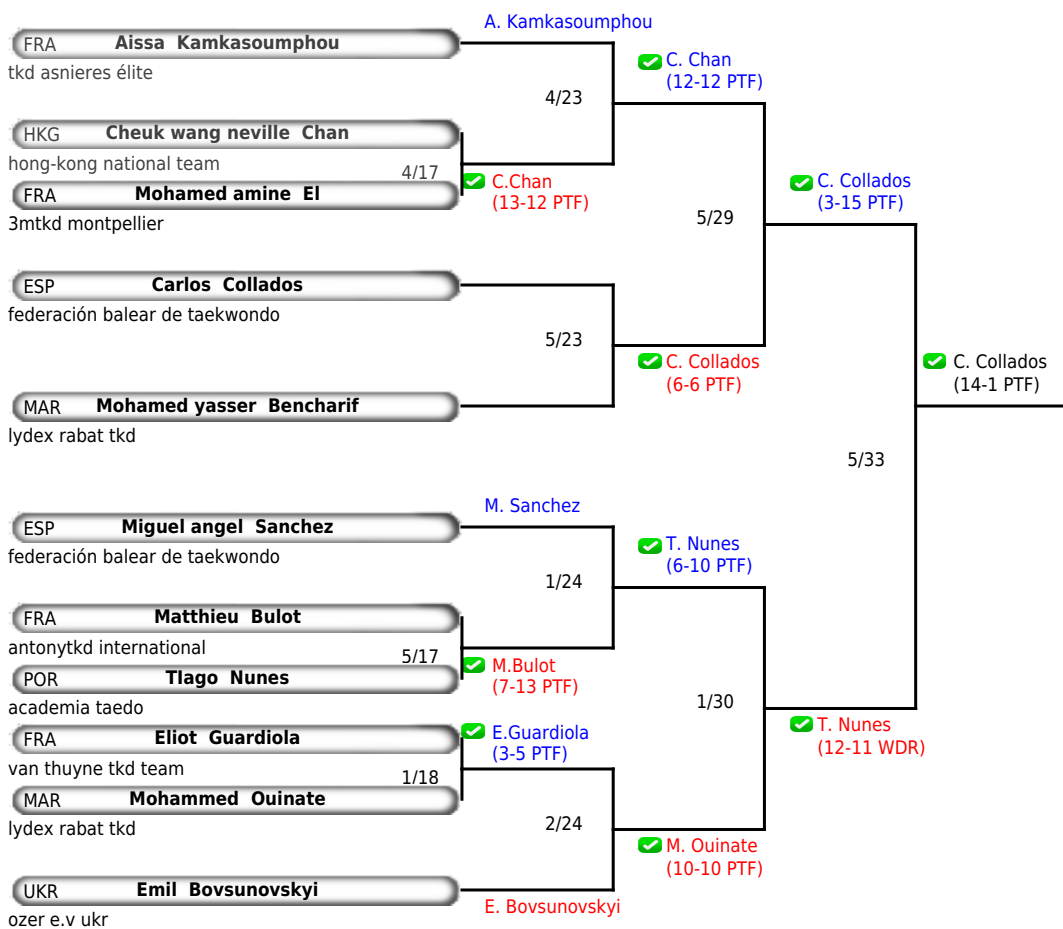 A. Kamkasoumphou
FRA Aissa Kamkasoumphou
tkd asnieres élite
C. Chan
(12-12 PTF)
4/23
HKG Cheuk wang neville Chan
hong-kong national team
4/17
C.Chan
(13-12 PTF)
FRA Mohamed amine El
3mtkd montpellier
C. Collados
(3-15 PTF)
5/29
ESP Carlos Collados
federación balear de taekwondo
5/23
C. Collados
(6-6 PTF)
C. Collados
(14-1 PTF)
MAR Mohamed yasser Bencharif
lydex rabat tkd
5/33
M. Sanchez
ESP Miguel angel Sanchez
federación balear de taekwondo
T. Nunes
(6-10 PTF)
1/24
FRA Matthieu Bulot
antonytkd international
5/17
M.Bulot
(7-13 PTF)
POR TIago Nunes
academia taedo
1/30
FRA Eliot Guardiola
van thuyne tkd team
E.Guardiola
(3-5 PTF)
T. Nunes
(12-11 WDR)
1/18
MAR Mohammed Ouinate
lydex rabat tkd
2/24
M. Ouinate
(10-10 PTF)
UKR Emil Bovsunovskyi
E. Bovsunovskyi
ozer e.v ukr